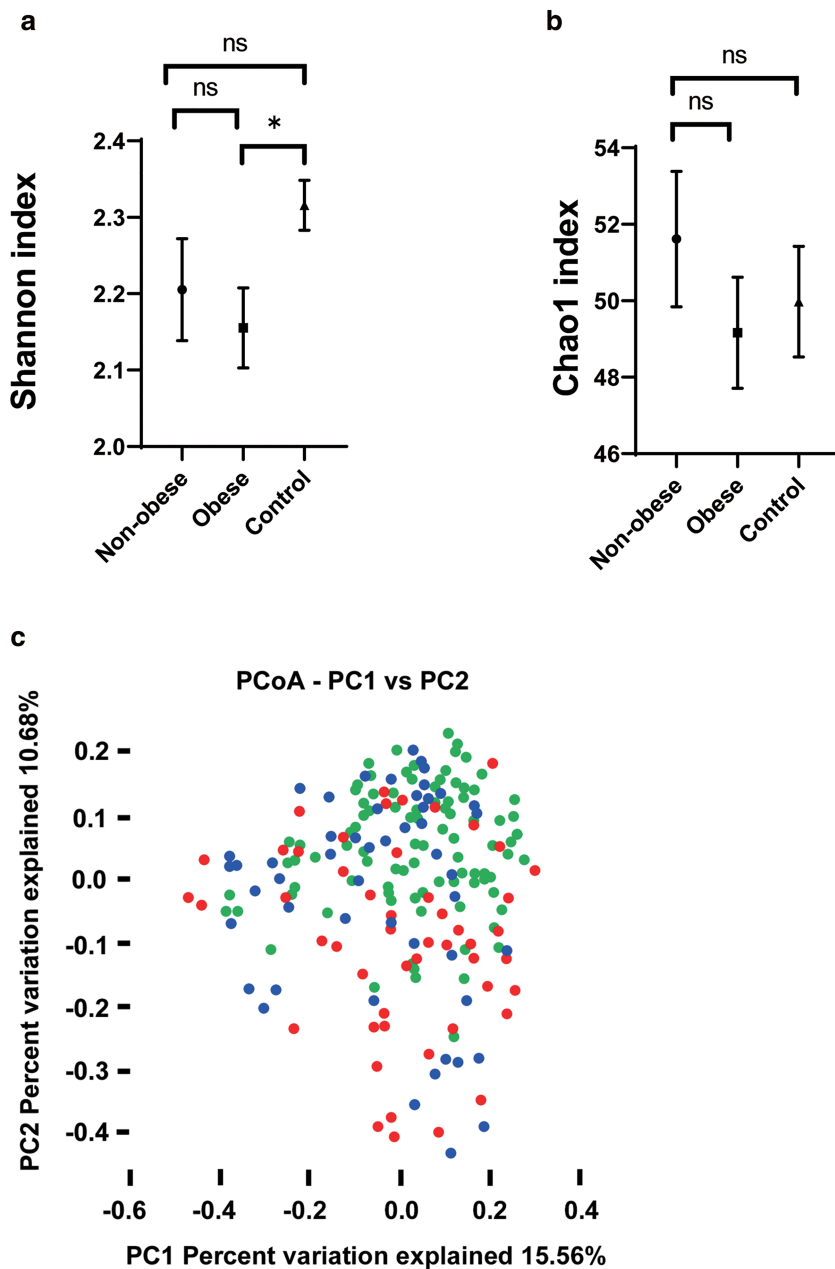 a
ns
ns
*
2.4
2.3
2.2
2.1
2.0
Shannon index
Non-obese
Obese
Control
b
ns
ns
54
52
50
48
46
Chao1 index
Non-obese
Obese
Control
c
PCoA - PC1 vs PC2
PC2 Percent variation explained 10.68%
0.2
0.1
0.0
-0.1
-0.2
-0.3
-0.4
-0.6 -0.4 -0.2 0.0 0.2 0.4
PC1 Percent variation explained 15.56%